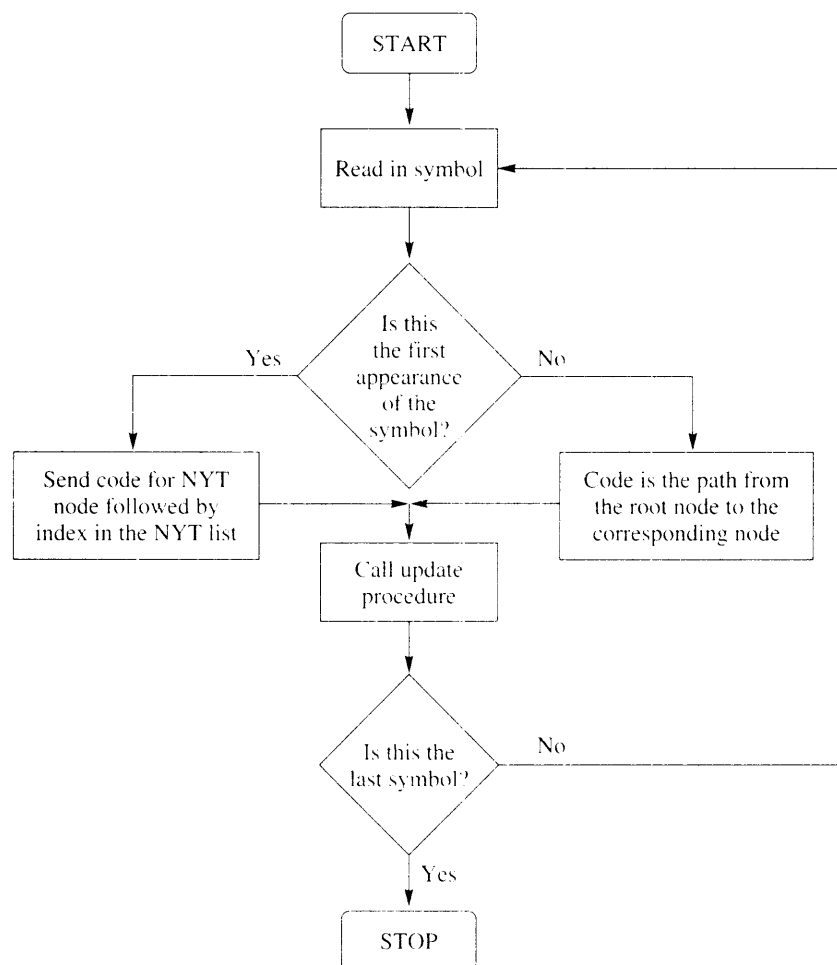 START
Read in symbol
Is this
the first
appearance
of the
symbol?
Yes
No
Send code for NYT
node followed by
index in the NYT list
Code is the path from
the root node to the
corresponding node
Call update
procedure
Is this the
last symbol?
No
Yes
STOP